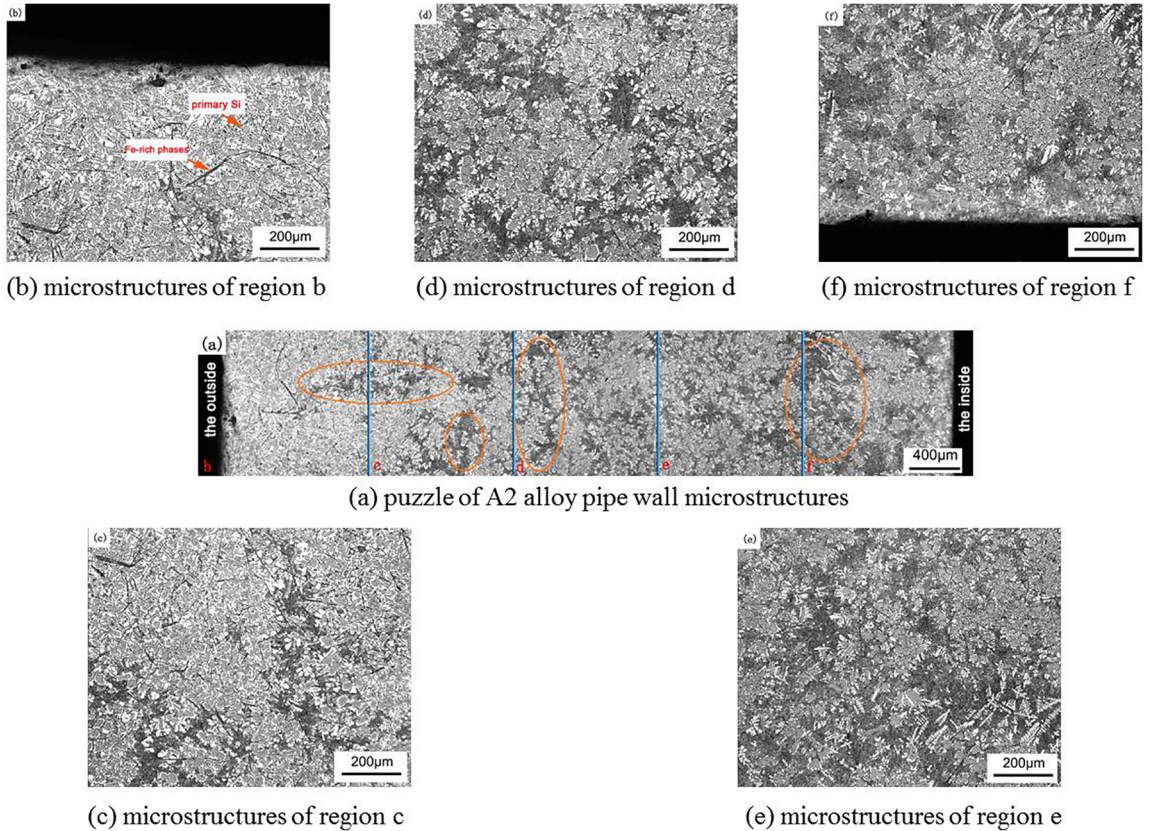 (b)
primary Si
Fe-rich phases
200μm
(b) microstructures of region b
(d)
200μm
(d) microstructures of region d
(f)
200μm
(f) microstructures of region f
(a)
the outside
b
e
d
e
f
the inside
400μm
(a) puzzle of A2 alloy pipe wall microstructures
(c)
200μm
(c) microstructures of region c
(e)
200μm
(e) microstructures of region e